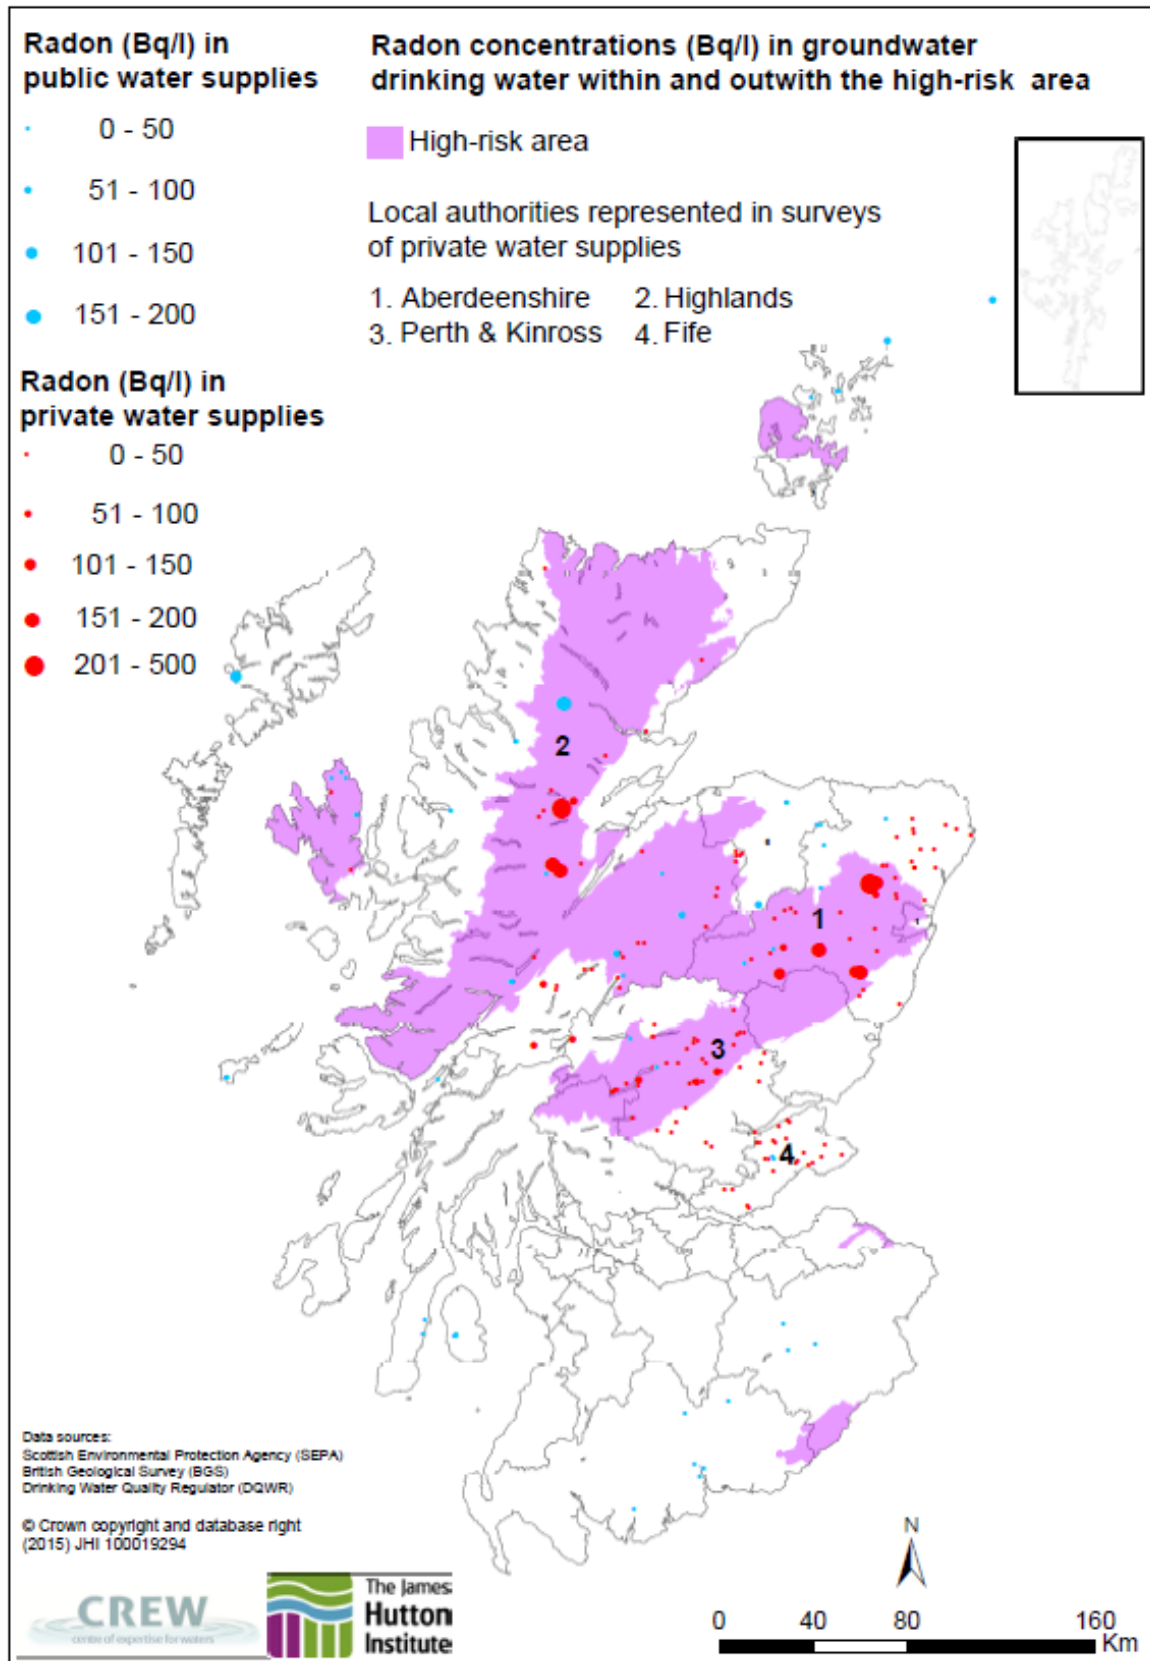 Radon (Bq/l) in
public water supplies
0 - 50
51 - 100
101 - 150
151 - 200
Radon (Bq/l) in
private water supplies
0 - 50
51 - 100
101 - 150
151 - 200
201 - 500
Radon concentrations (Bq/l) in groundwater
drinking water within and outwith the high-risk area
High-risk area
Local authorities represented in surveys
of private water supplies
1. Aberdeenshire 2. Highlands
3. Perth & Kinross 4. Fife
2
1
3
4
Data sources:
Scottish Environmental Protection Agency (SEPA)
British Geological Survey (BGS)
Drinking Water Quality Regulator (DQWR)
© Crown copyright and database right
(2015) JHI 100019294
CREW
centre of expertise for waters
The James
Hutton
Institute
N
0 40 80 160
Km